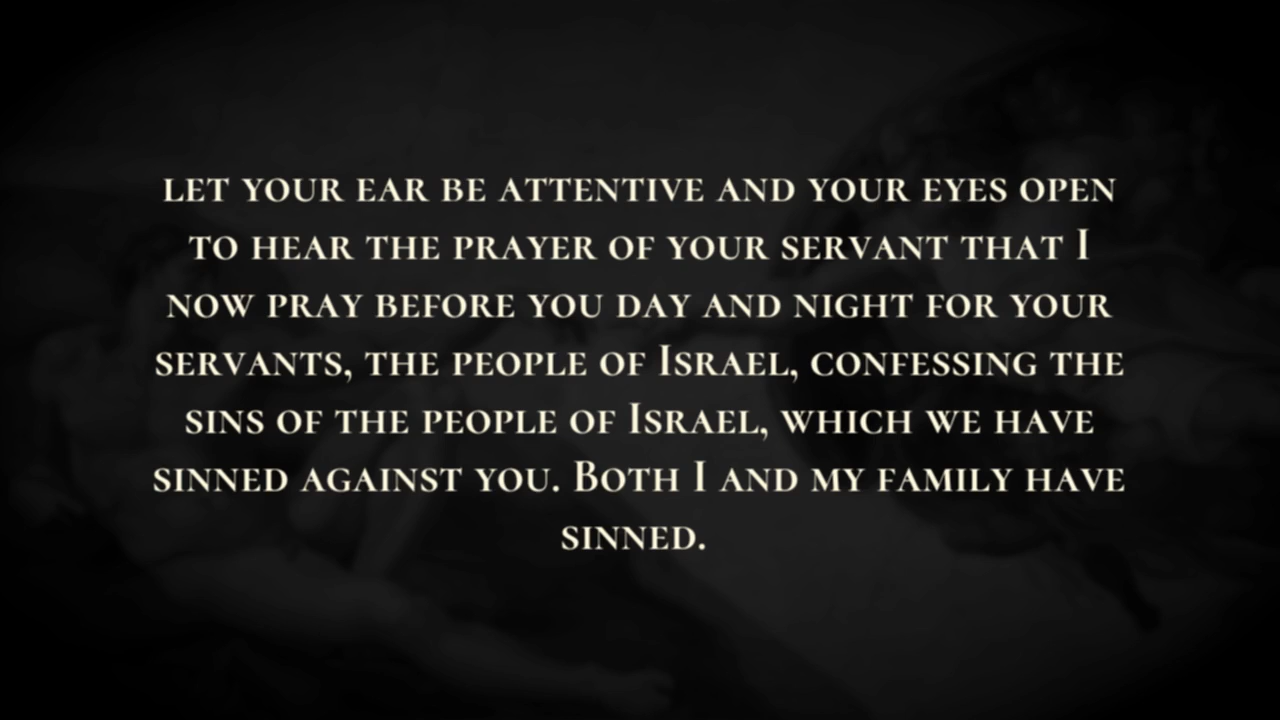 let your ear be attentive and your eyes open
to hear the prayer of your servant that I
now pray before you day and night for your
servants, the people of Israel, confessing the
sins of the people of Israel, which we have
sinned against you. Both I and my family have
sinned.